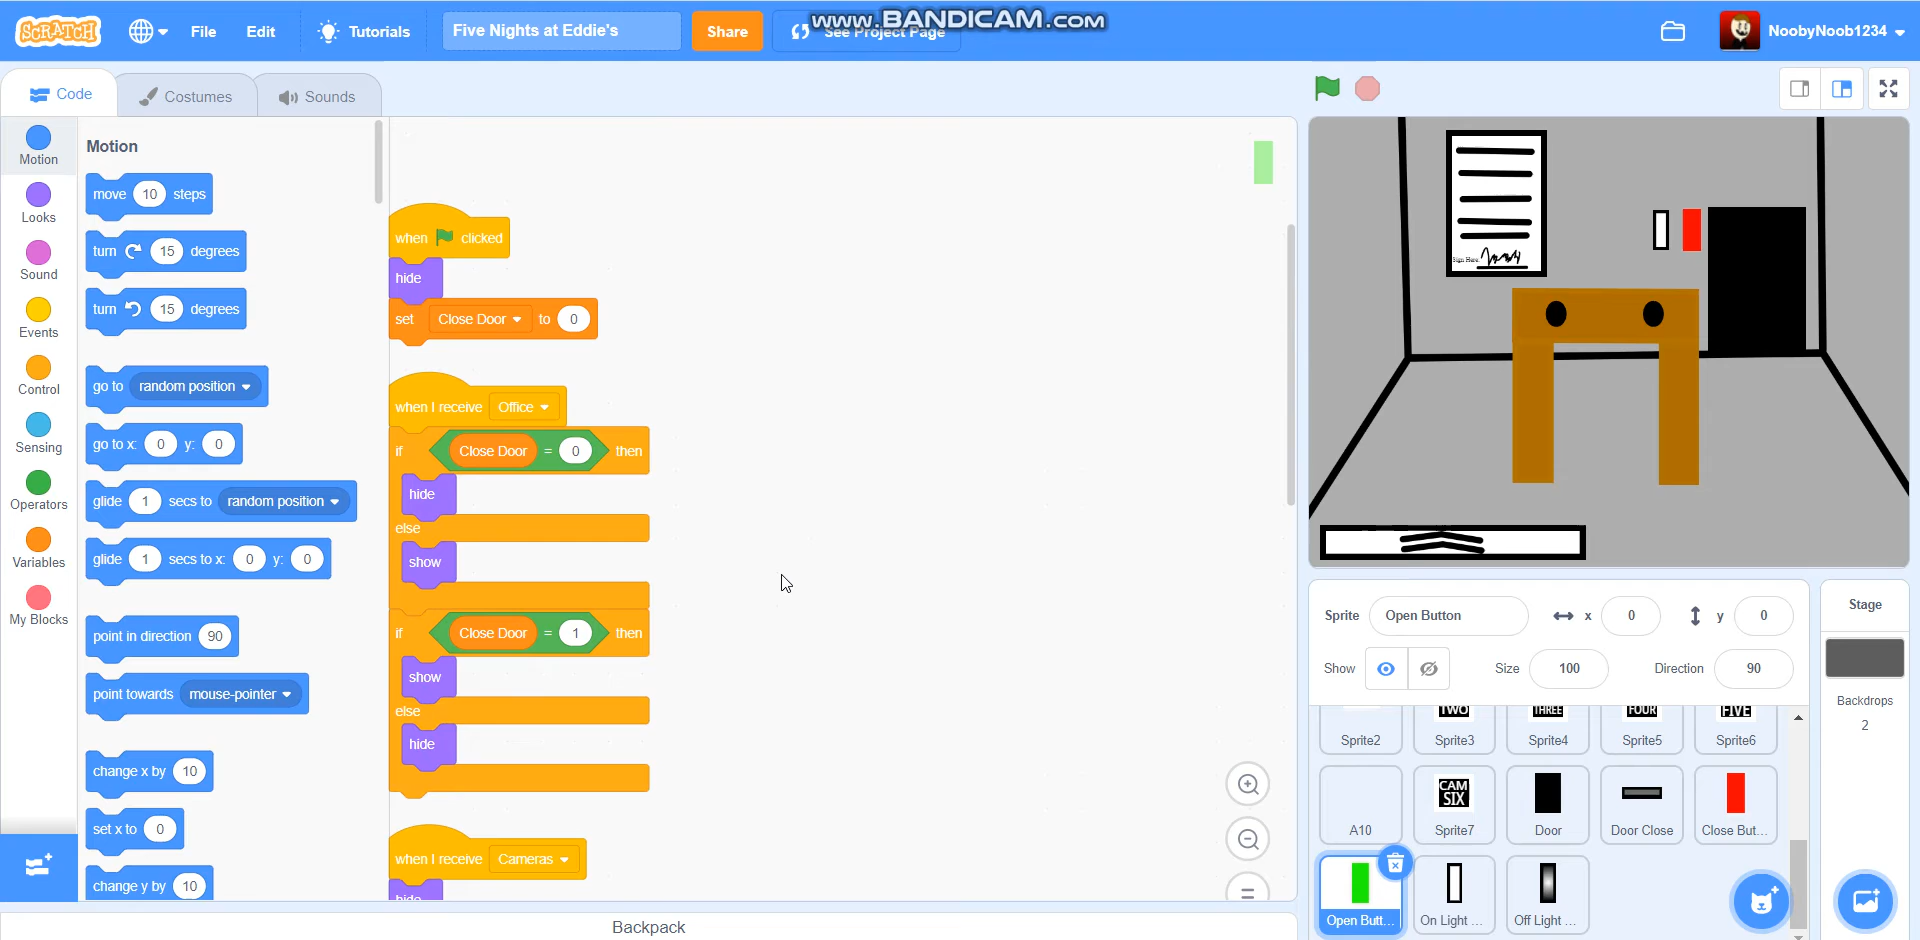 www.BANDICAM.com
SCRATCH
File
Edit
Tutorials
Five Nights at Eddie's
Share
See Project Page
NoobyNoob1234
Code
Costumes
Sounds
Motion
Looks
Sound
Events
Control
Sensing
Operators
Variables
My Blocks
Motion
move 10 steps
turn 15 degrees
turn 15 degrees
go to random position
go to x: 0 y: 0
glide 1 secs to random position
glide 1 secs to x: 0 y: 0
point in direction 90
point towards mouse-pointer
change x by 10
set x to 0
change y by 10
when clicked
hide
set Close Door to 0
when I receive Office
if Close Door = 0 then
hide
else
show
if Close Door = 1 then
show
else
hide
when I receive Cameras
hide
Backpack
Sign Here:
Sprite Open Button x 0 y 0
Show Size 100 Direction 90
TWO THREE FOUR FIVE
Sprite2 Sprite3 Sprite4 Sprite5 Sprite6
CAM SIX
A10 Sprite7 Door Door Close Close But...
Open Butt... On Light ... Off Light ...
Stage
Backdrops
2